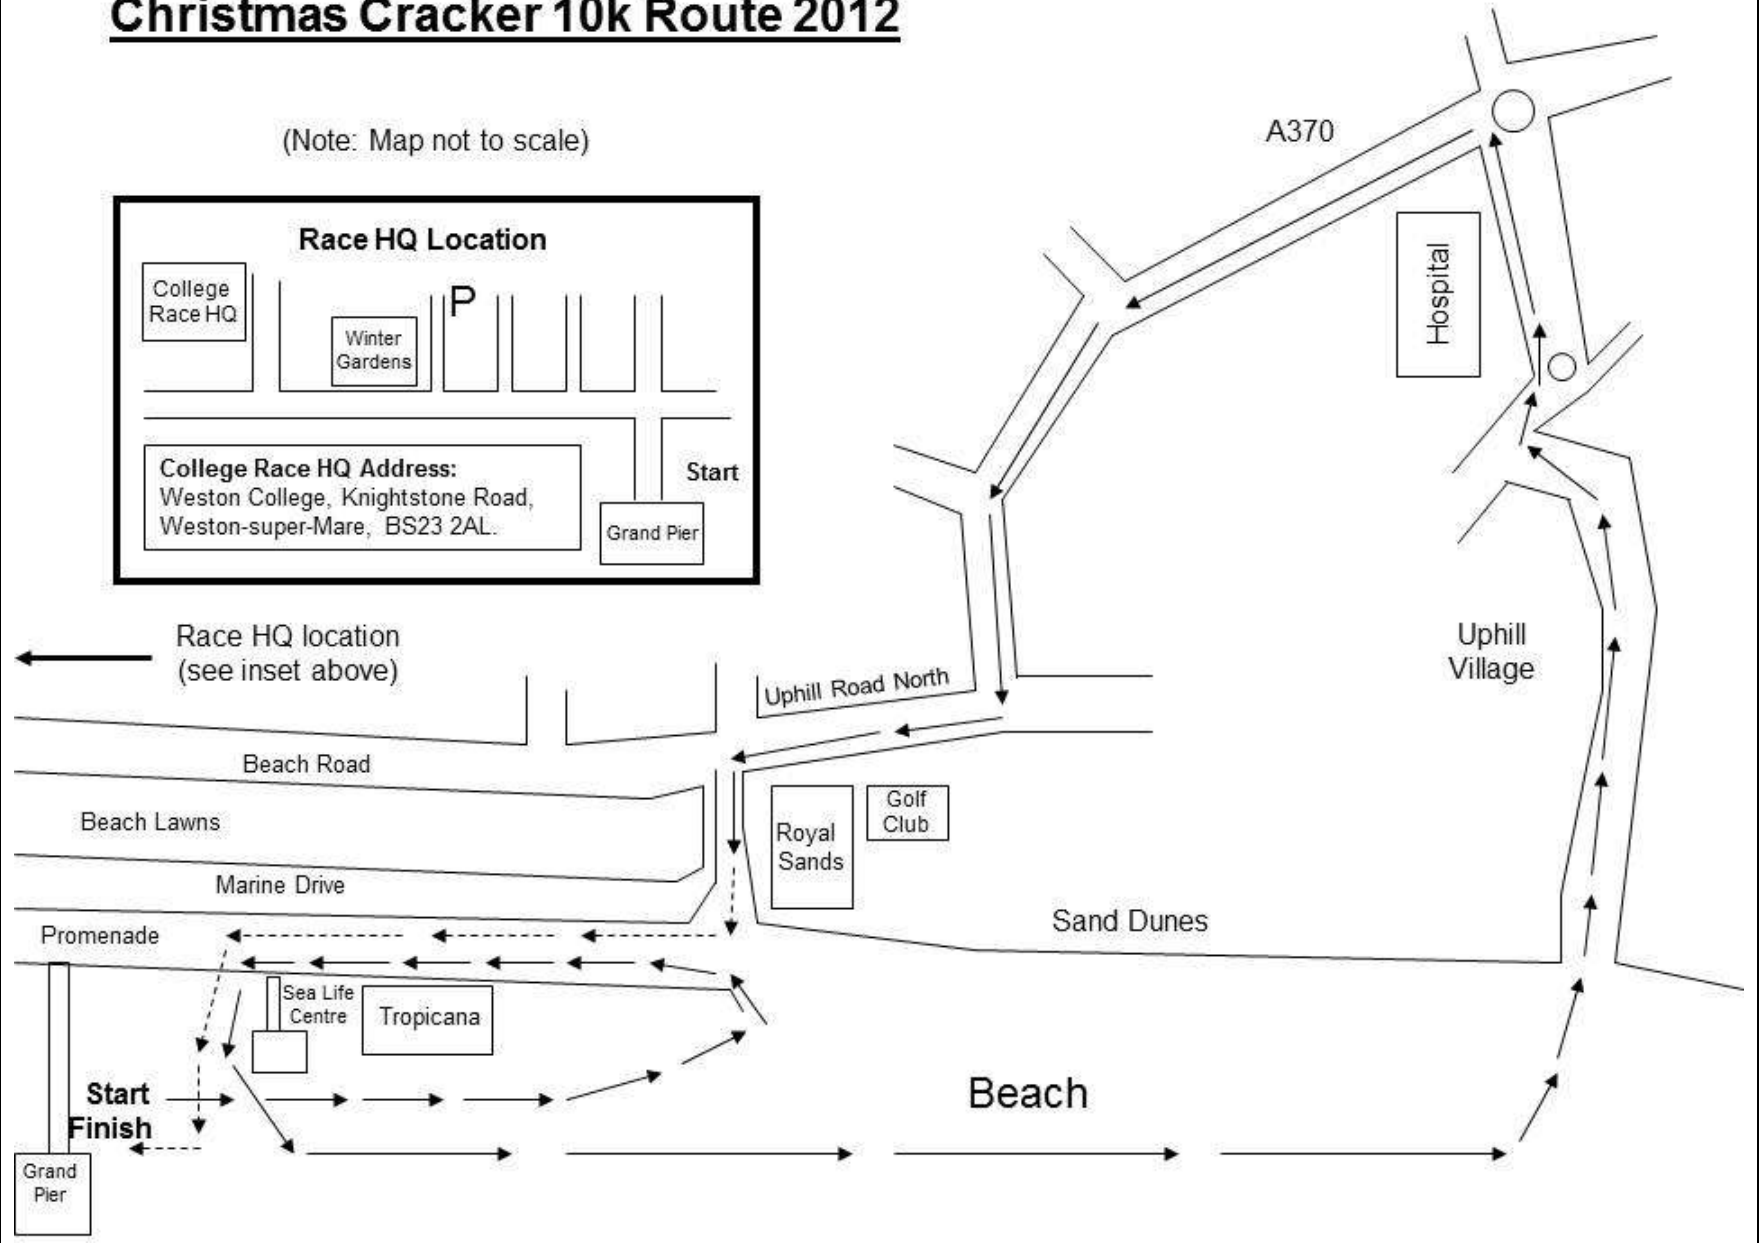 Christmas Cracker 10k Route 2012
(Note: Map not to scale)
A370
Race HQ Location
College
Race HQ
P
Winter
Gardens
College Race HQ Address:
Weston College, Knightstone Road,
Weston-super-Mare, BS23 2AL.
Start
Grand Pier
Hospital
Race HQ location
(see inset above)
Uphill
Village
Uphill Road North
Beach Road
Beach Lawns
Marine Drive
Promenade
Royal
Sands
Golf
Club
Sand Dunes
Sea Life
Centre
Tropicana
Start
Finish
Beach
Grand
Pier